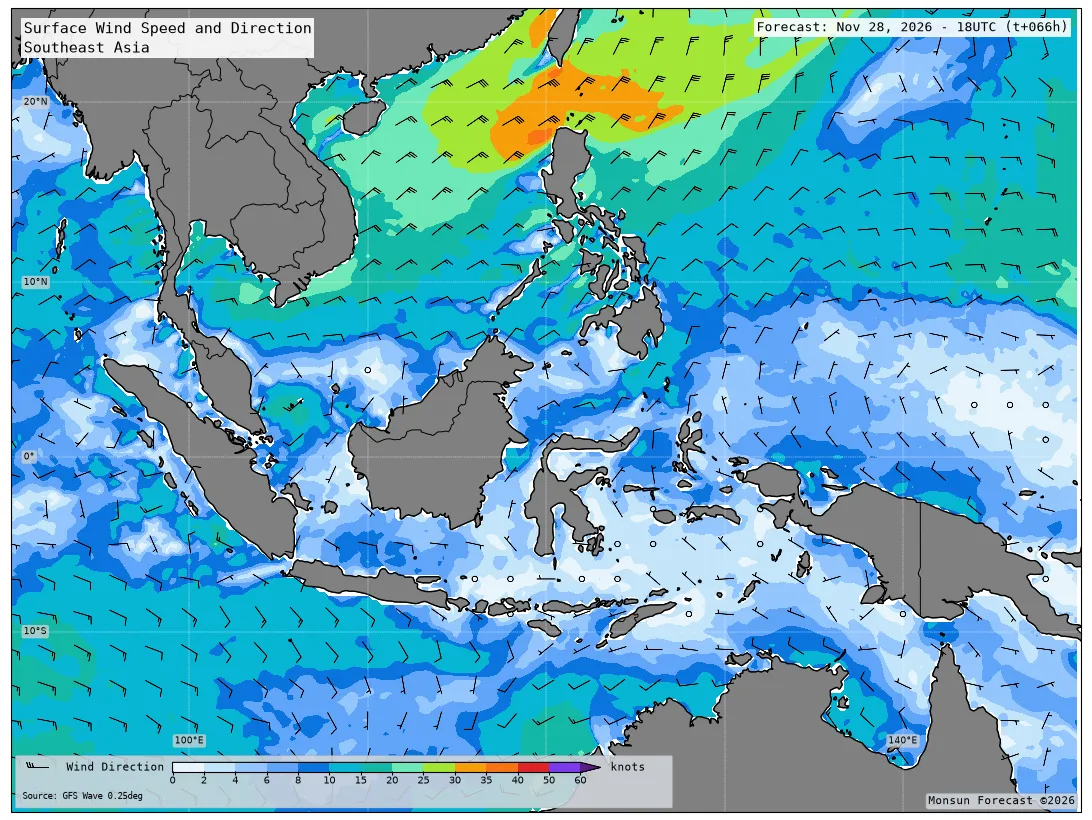 Surface Wind Speed and Direction
Southeast Asia
Forecast: Nov 28, 2026 - 18UTC (t+066h)
20°N
10°N
0°
10°S
100°E
140°E
Wind Direction
0 2 4 6 8 10 15 20 25 30 35 40 50 60
knots
Source: GFS Wave 0.25deg
Monsun Forecast ©2026